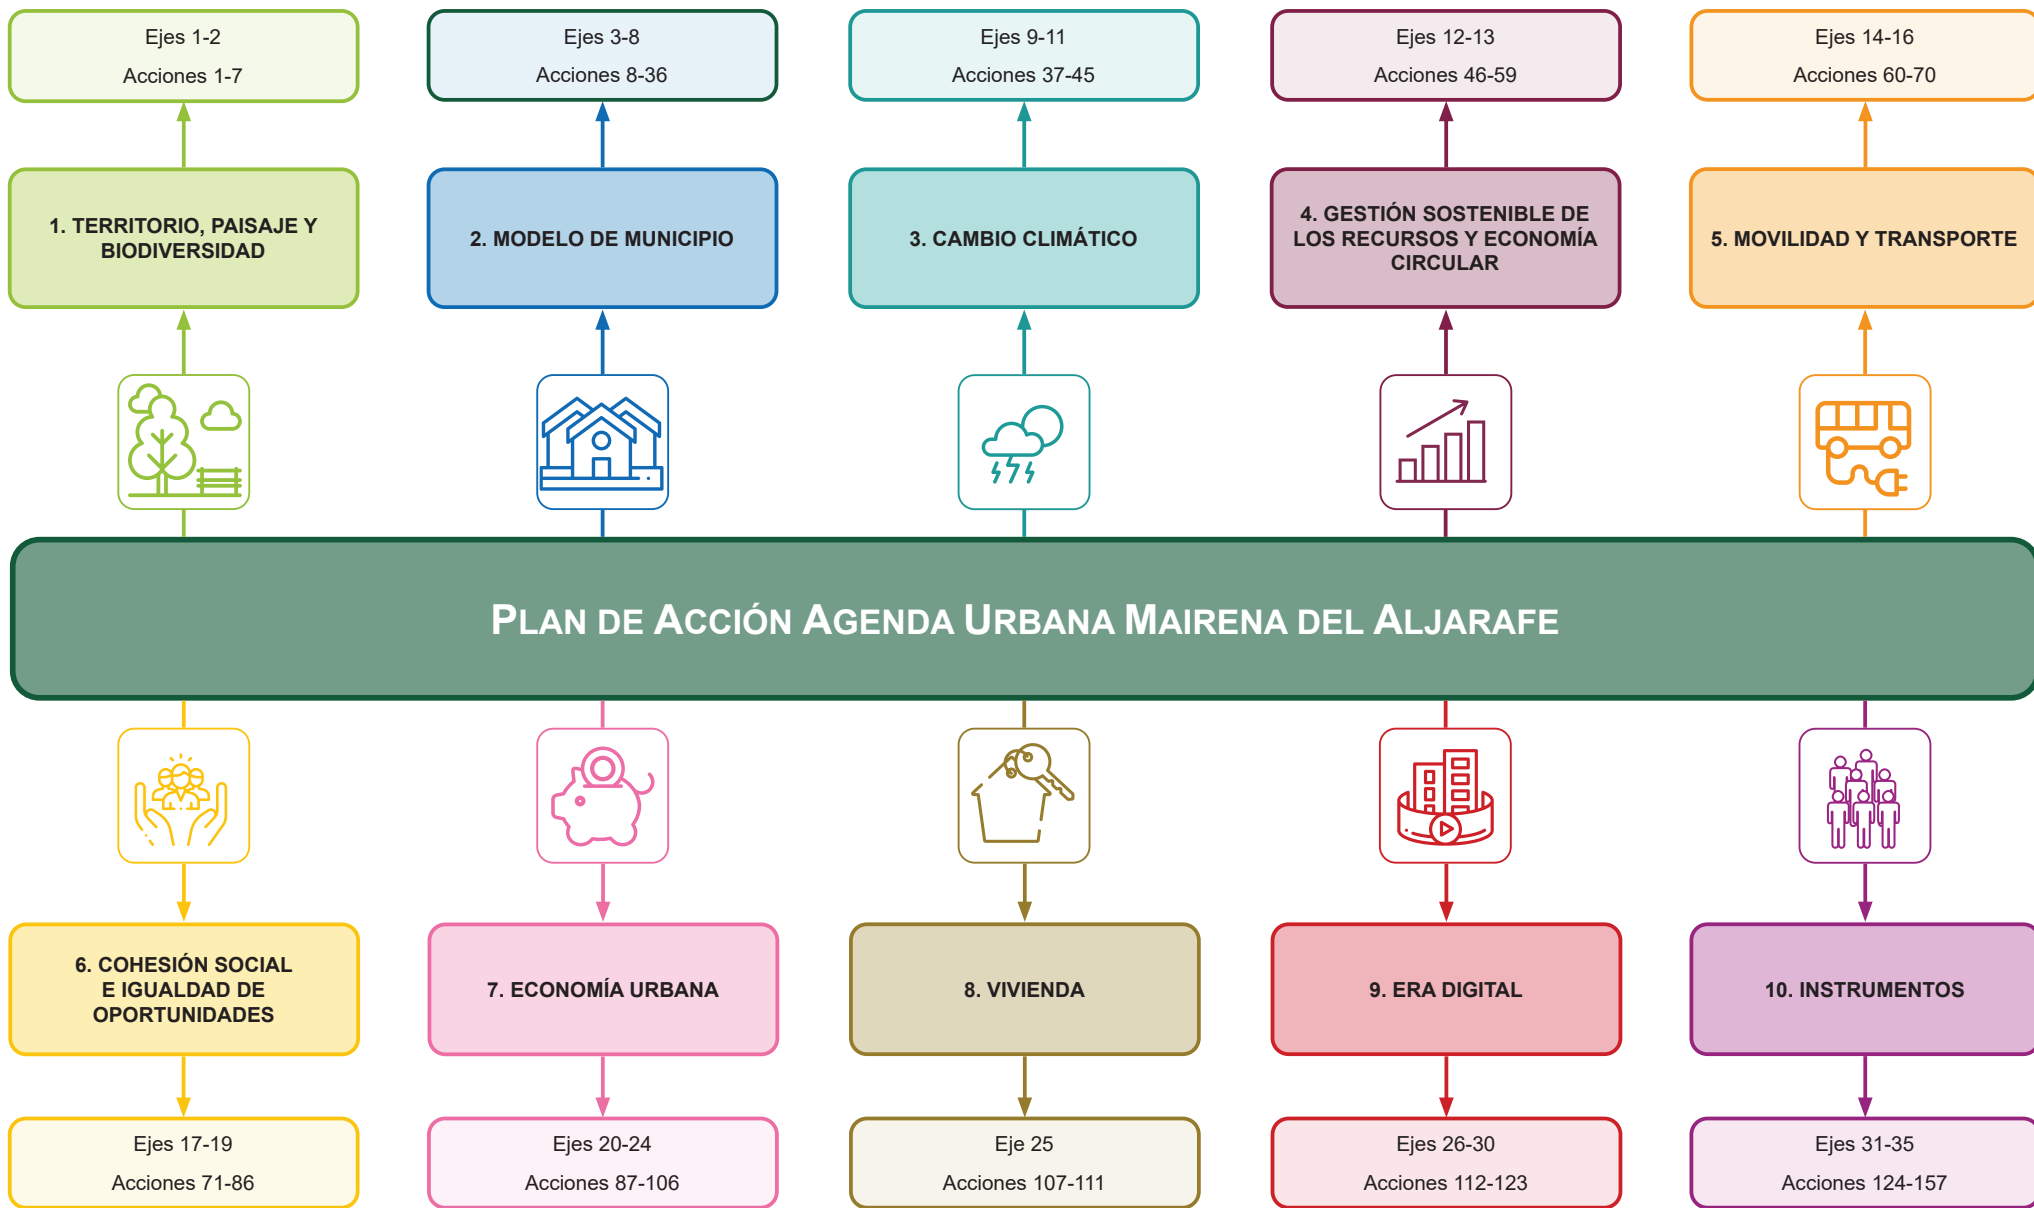 Ejes 1-2
Acciones 1-7
Ejes 3-8
Acciones 8-36
Ejes 9-11
Acciones 37-45
Ejes 12-13
Acciones 46-59
Ejes 14-16
Acciones 60-70
1. TERRITORIO, PAISAJE Y
BIODIVERSIDAD
2. MODELO DE MUNICIPIO
3. CAMBIO CLIMÁTICO
4. GESTIÓN SOSTENIBLE DE
LOS RECURSOS Y ECONOMÍA
CIRCULAR
5. MOVILIDAD Y TRANSPORTE
PLAN DE ACCIÓN AGENDA URBANA MAIRENA DEL ALJARAFE
6. COHESIÓN SOCIAL
E IGUALDAD DE
OPORTUNIDADES
7. ECONOMÍA URBANA
8. VIVIENDA
9. ERA DIGITAL
10. INSTRUMENTOS
Ejes 17-19
Acciones 71-86
Ejes 20-24
Acciones 87-106
Eje 25
Acciones 107-111
Ejes 26-30
Acciones 112-123
Ejes 31-35
Acciones 124-157